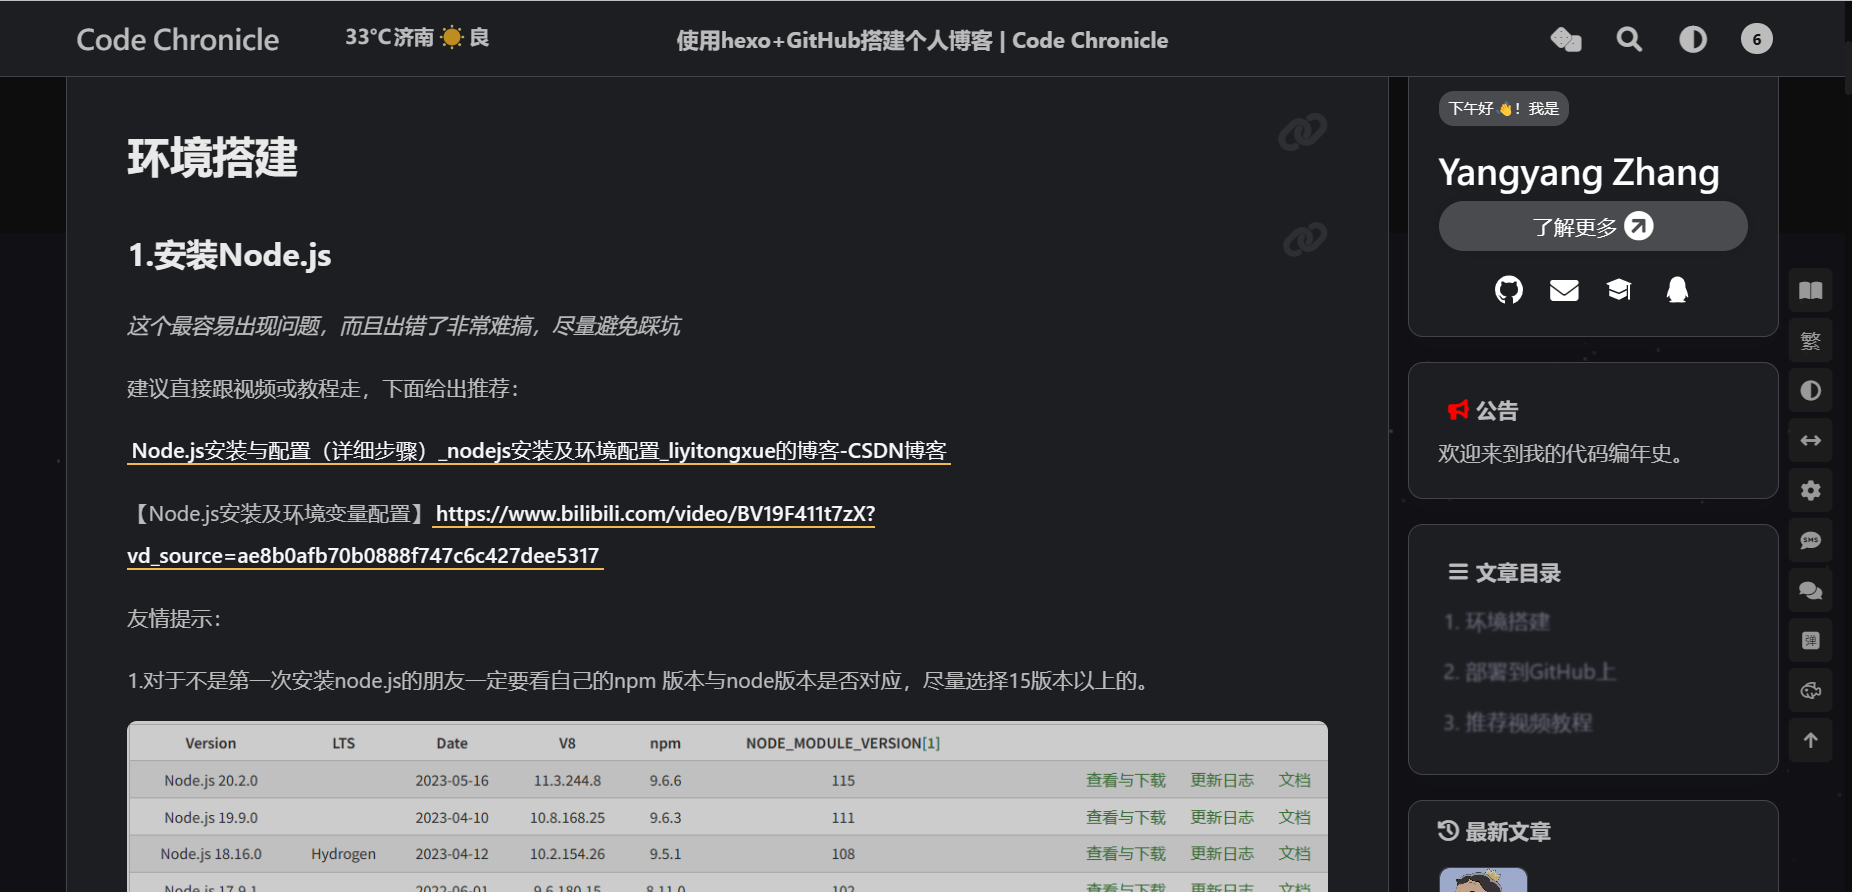 Code Chronicle
33℃济南 良
使用hexo+GitHub搭建个人博客 | Code Chronicle
6
环境搭建
1.安装Node.js
这个最容易出现问题，而且出错了非常难搞，尽量避免踩坑
建议直接跟视频或教程走，下面给出推荐：
Node.js安装与配置（详细步骤）_nodejs安装及环境配置_liyitongxue的博客-CSDN博客
【Node.js安装及环境变量配置】https://www.bilibili.com/video/BV19F411t7zX?
vd_source=ae8b0afb70b0888f747c6c427dee5317
友情提示：
1.对于不是第一次安装node.js的朋友一定要看自己的npm 版本与node版本是否对应，尽量选择15版本以上的。
Version LTS Date V8 npm NODE_MODULE_VERSION[1]
Node.js 20.2.0 2023-05-16 11.3.244.8 9.6.6 115 查看与下载 更新日志 文档
Node.js 19.9.0 2023-04-10 10.8.168.25 9.6.3 111 查看与下载 更新日志 文档
Node.js 18.16.0 Hydrogen 2023-04-12 10.2.154.26 9.5.1 108 查看与下载 更新日志 文档
Node.js 17.9.1 2022-06-01 9.6.180.15 8.11.0 102 查看与下载 更新日志 文档
下午好👋！我是
Yangyang Zhang
了解更多
公告
欢迎来到我的代码编年史。
文章目录
1. 环境搭建
2. 部署到GitHub上
3. 推荐视频教程
最新文章
繁
SMS
弹